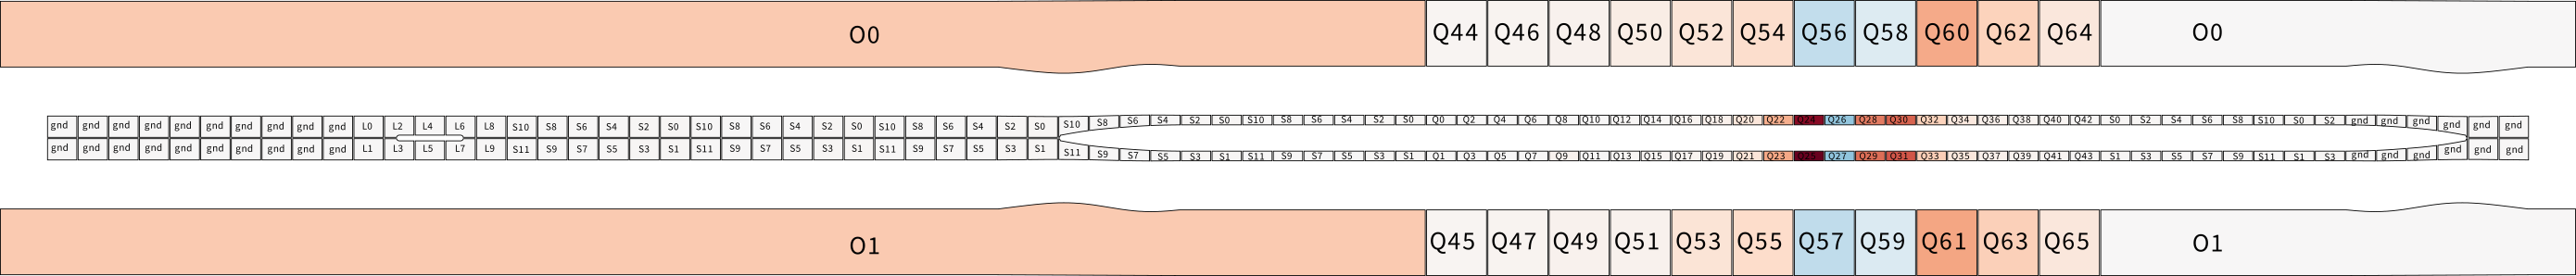 O0 Q44 Q46 Q48 Q50 Q52 Q54 Q56 Q58 Q60 Q62 Q64 O0
gnd gnd gnd gnd gnd gnd gnd gnd gnd gnd L0 L2 L4 L6 L8 S10 S8 S6 S4 S2 S0 S10 S8 S6 S4 S2 S0 S10 S8 S6 S4 S2 S0 S10 S8 S6 S4 S2 S0 S10 S8 S6 S4 S2 S0 Q0 Q2 Q4 Q6 Q8 Q10 Q12 Q14 Q16 Q18 Q20 Q22 Q24 Q26 Q28 Q30 Q32 Q34 Q36 Q38 Q40 Q42 S0 S2 S4 S6 S8 S10 S0 S2 gnd gnd gnd gnd gnd gnd
gnd gnd gnd gnd gnd gnd gnd gnd gnd gnd L1 L3 L5 L7 L9 S11 S9 S7 S5 S3 S1 S11 S9 S7 S5 S3 S1 S11 S9 S7 S5 S3 S1 S11 S9 S7 S5 S3 S1 S11 S9 S7 S5 S3 S1 Q1 Q3 Q5 Q7 Q9 Q11 Q13 Q15 Q17 Q19 Q21 Q23 Q25 Q27 Q29 Q31 Q33 Q35 Q37 Q39 Q41 Q43 S1 S3 S5 S7 S9 S11 S1 S3 gnd gnd gnd gnd gnd gnd
O1 Q45 Q47 Q49 Q51 Q53 Q55 Q57 Q59 Q61 Q63 Q65 O1